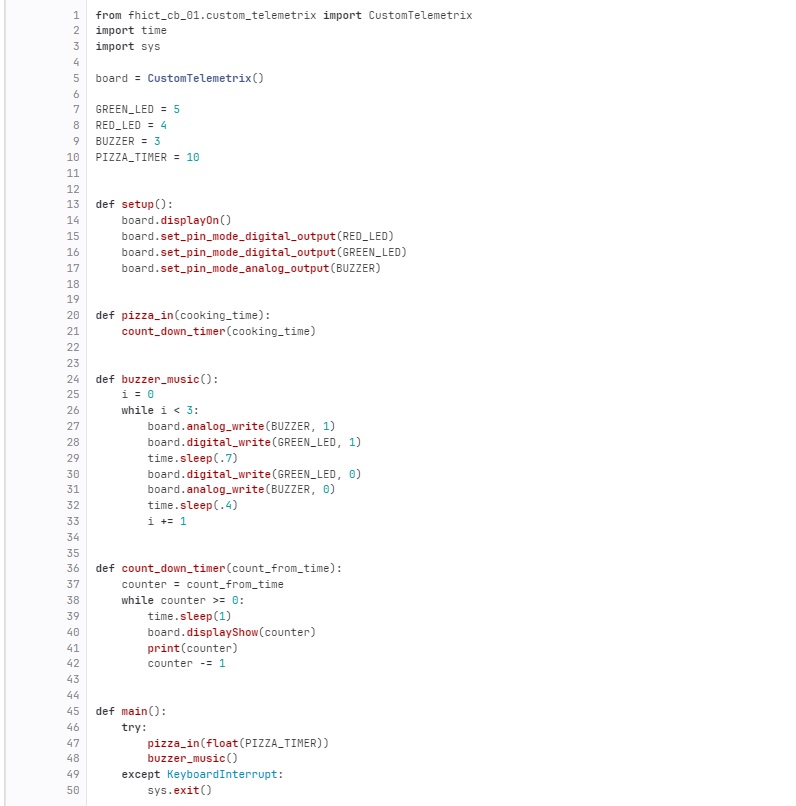 1 from fhict_cb_01.custom_telemetrix import CustomTelemetrix
2 import time
3 import sys
4
5 board = CustomTelemetrix()
6
7 GREEN_LED = 5
8 RED_LED = 4
9 BUZZER = 3
10 PIZZA_TIMER = 10
11
12
13 def setup():
14     board.displayOn()
15     board.set_pin_mode_digital_output(RED_LED)
16     board.set_pin_mode_digital_output(GREEN_LED)
17     board.set_pin_mode_analog_output(BUZZER)
18
19
20 def pizza_in(cooking_time):
21     count_down_timer(cooking_time)
22
23
24 def buzzer_music():
25     i = 0
26     while i < 3:
27         board.analog_write(BUZZER, 1)
28         board.digital_write(GREEN_LED, 1)
29         time.sleep(.7)
30         board.digital_write(GREEN_LED, 0)
31         board.analog_write(BUZZER, 0)
32         time.sleep(.4)
33         i += 1
34
35
36 def count_down_timer(count_from_time):
37     counter = count_from_time
38     while counter >= 0:
39         time.sleep(1)
40         board.displayShow(counter)
41         print(counter)
42         counter -= 1
43
44
45 def main():
46     try:
47         pizza_in(float(PIZZA_TIMER))
48         buzzer_music()
49     except KeyboardInterrupt:
50         sys.exit()